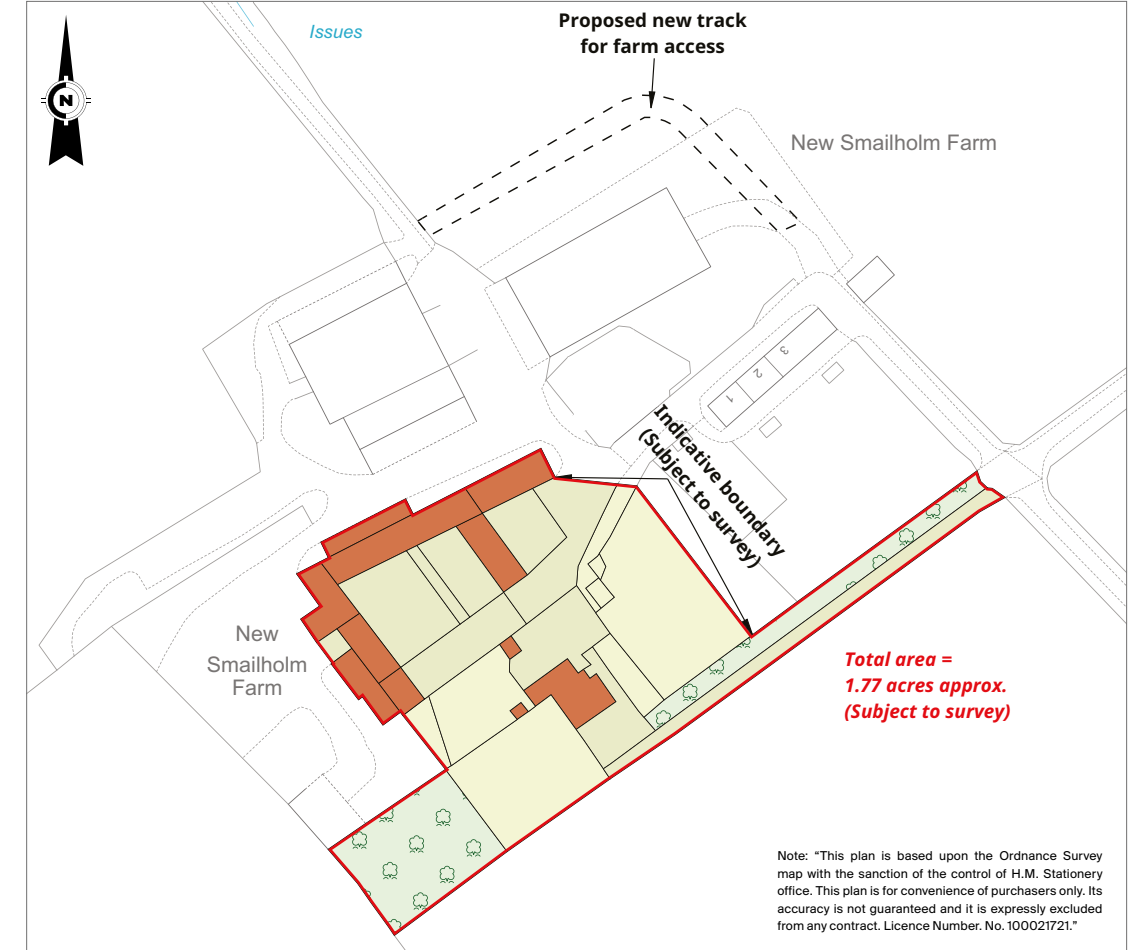 Issues
Proposed new track
for farm access
N
New Smailholm Farm
1
2
3
Indicative boundary
(Subject to survey)
New
Smailholm
Farm
Total area =
1.77 acres approx.
(Subject to survey)
Note: “This plan is based upon the Ordnance Survey
map with the sanction of the control of H.M. Stationery
office. This plan is for convenience of purchasers only. Its
accuracy is not guaranteed and it is expressly excluded
from any contract. Licence Number. No. 100021721.”